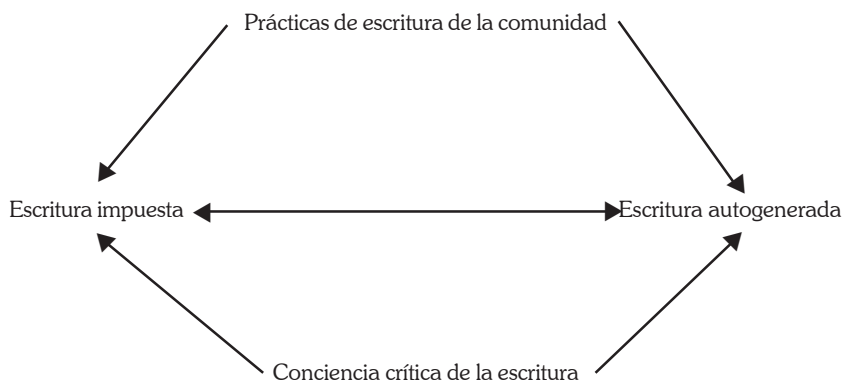 Prácticas de escritura de la comunidad
Escritura impuesta
Escritura autogenerada
Conciencia crítica de la escritura